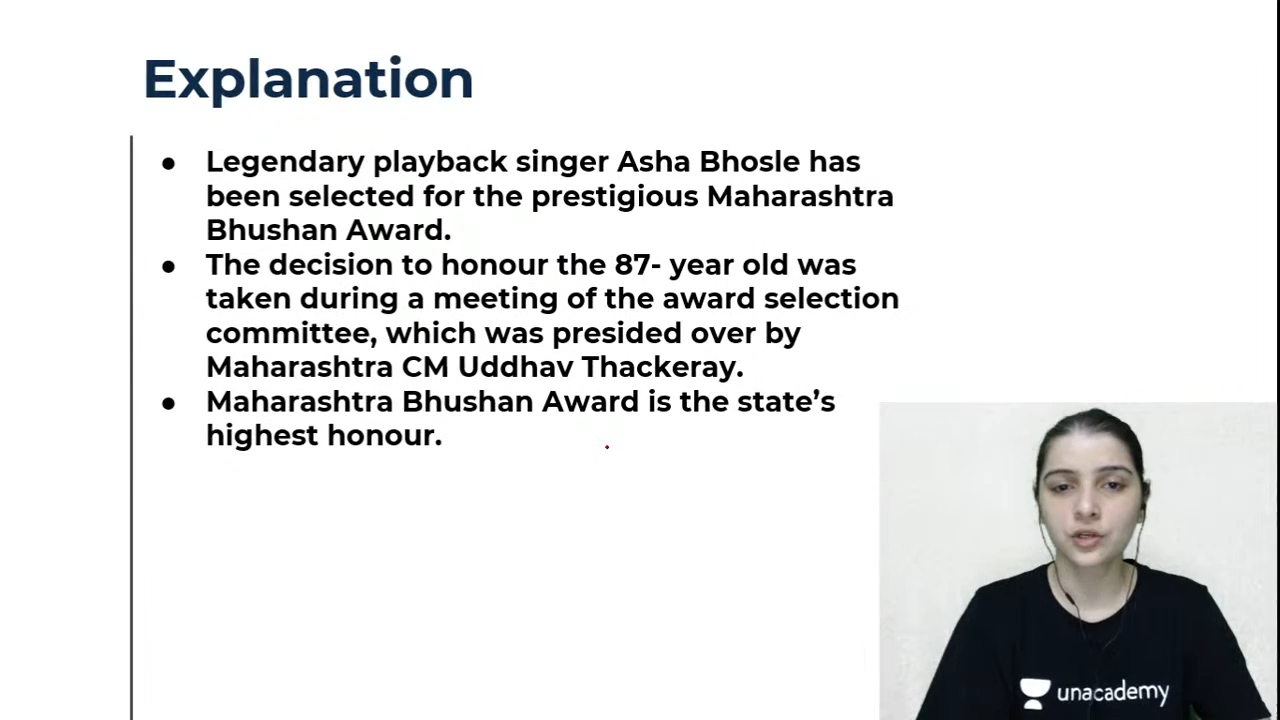 Explanation
● Legendary playback singer Asha Bhosle has
been selected for the prestigious Maharashtra
Bhushan Award.
● The decision to honour the 87- year old was
taken during a meeting of the award selection
committee, which was presided over by
Maharashtra CM Uddhav Thackeray.
● Maharashtra Bhushan Award is the state’s
highest honour.
unacademy